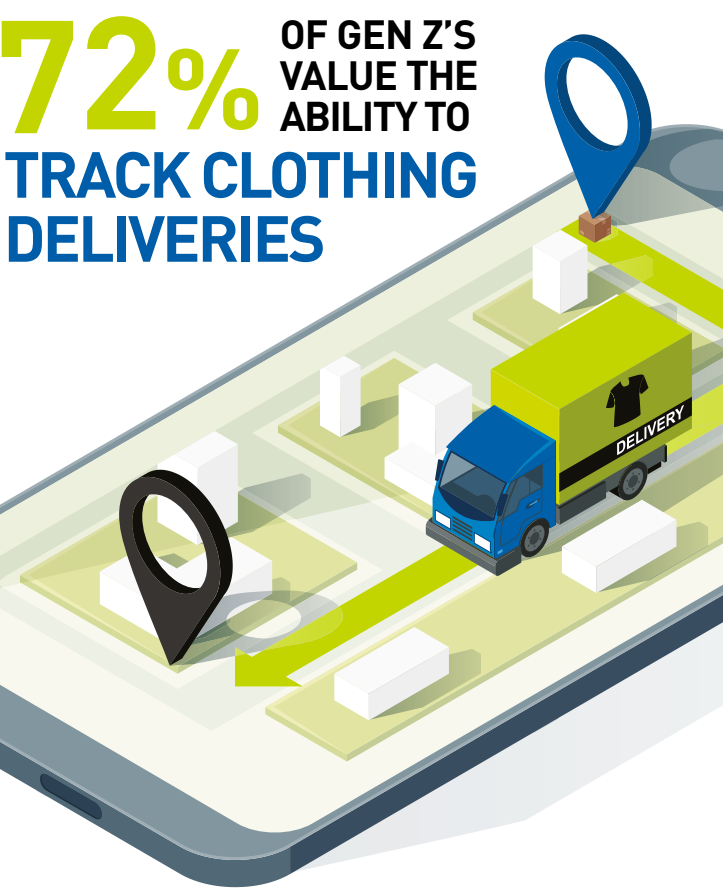 72% OF GEN Z'S
VALUE THE
ABILITY TO
TRACK CLOTHING
DELIVERIES
DELIVERY